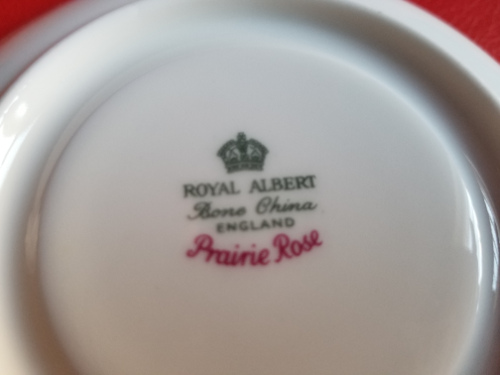 ROYAL ALBERT
Bone China
ENGLAND
Prairie Rose